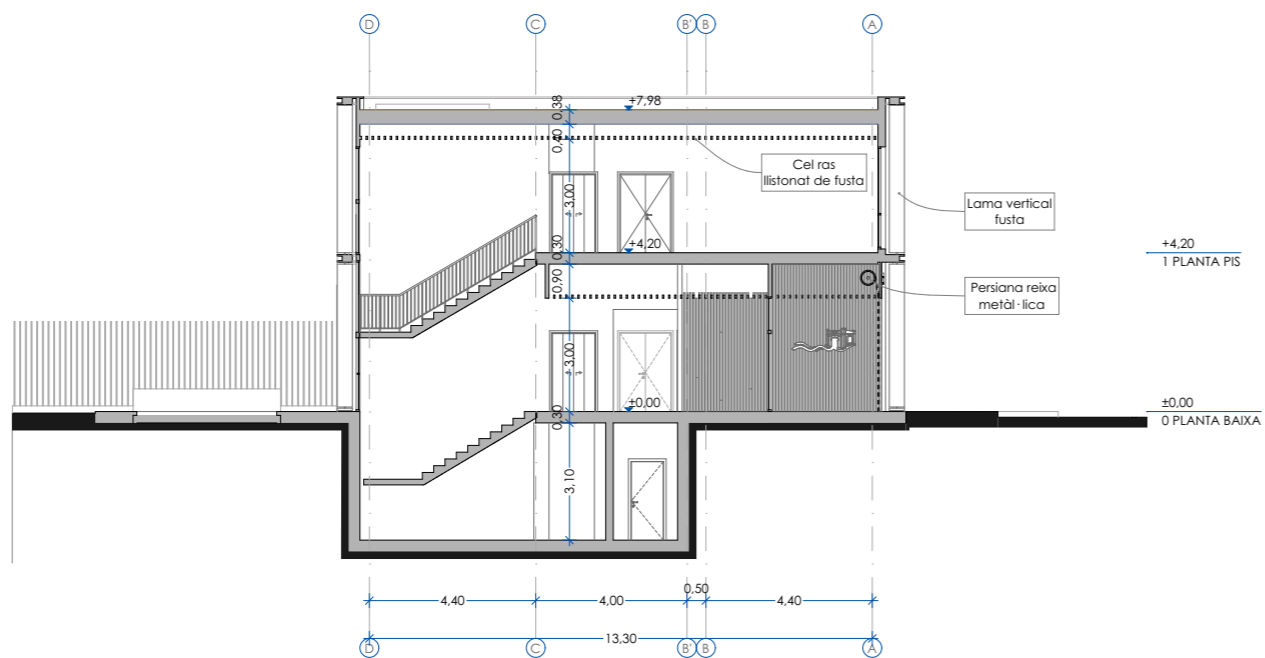 D C B' B A
+7,98
0,38
0,40
Cel ras
llistonat de fusta
3,00
Lama vertical
fusta
0,30
+4,20
+4,20
1 PLANTA PIS
0,90
Persiana reixa
metàl·lica
3,00
±0,00
±0,00
0 PLANTA BAIXA
0,30
3,10
0,50
4,40 4,00 4,40
13,30
D C B' B A